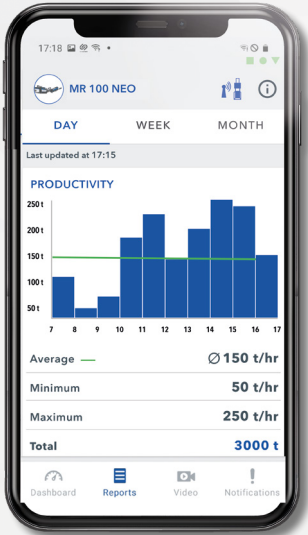 17:18
MR 100 NEO
DAY WEEK MONTH
Last updated at 17:15
PRODUCTIVITY
250 t
200 t
150 t
100 t
50 t
7 8 9 10 11 12 13 14 15 16 17
Average Ø 150 t/hr
Minimum 50 t/hr
Maximum 250 t/hr
Total 3000 t
Dashboard Reports Video Notifications